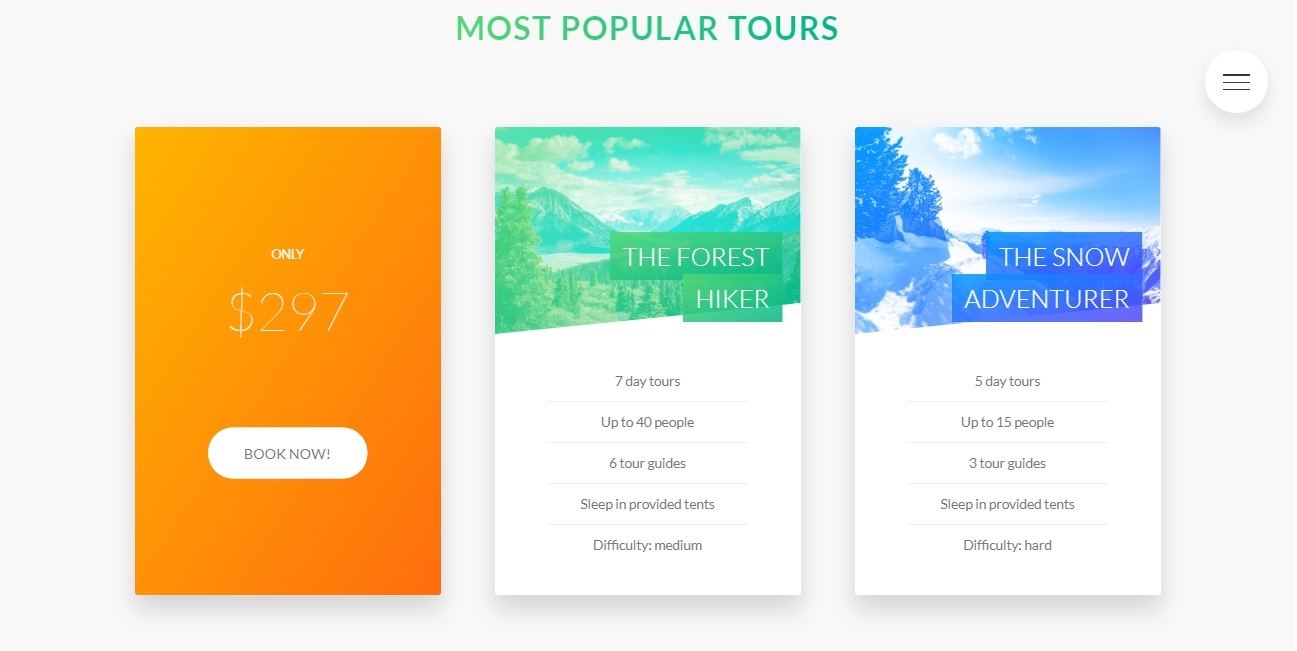 MOST POPULAR TOURS
ONLY
$297
BOOK NOW!
THE FOREST
HIKER
7 day tours
Up to 40 people
6 tour guides
Sleep in provided tents
Difficulty: medium
THE SNOW
ADVENTURER
5 day tours
Up to 15 people
3 tour guides
Sleep in provided tents
Difficulty: hard